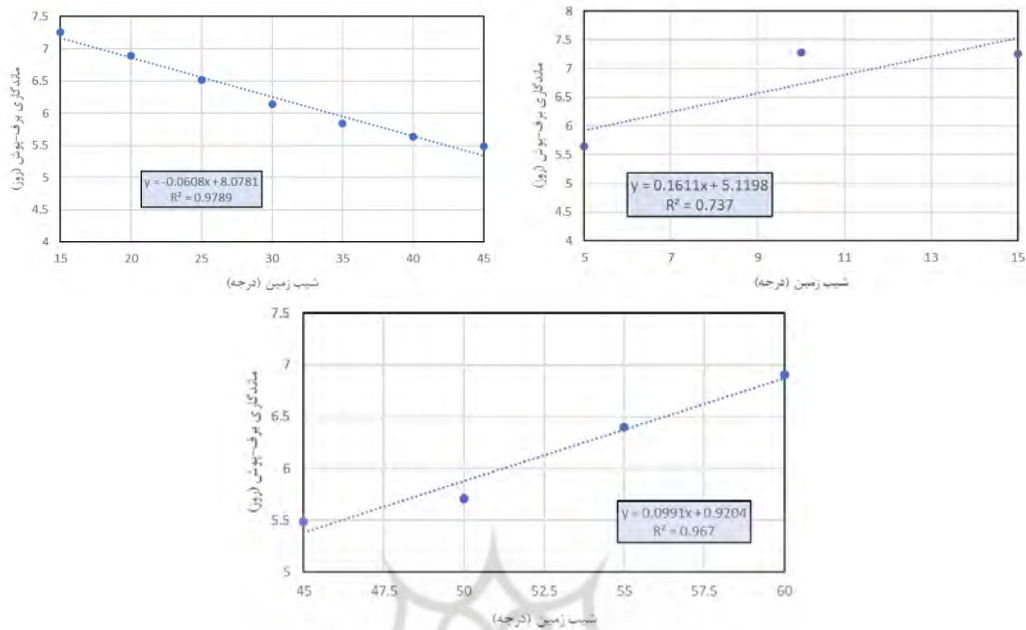 ماندگاری برف-پوش (روز)
7.5
7
6.5
6
5.5
5
4.5
4
y = -0.0608x + 8.0781
R² = 0.9789
15 20 25 30 35 40 45
شیب زمین (درجه)
ماندگاری برف-پوش (روز)
8
7.5
7
6.5
6
5.5
5
4.5
4
y = 0.1611x + 5.1198
R² = 0.737
5 7 9 11 13 15
شیب زمین (درجه)
ماندگاری برف-پوش (روز)
7.5
7
6.5
6
5.5
5
y = 0.0991x + 0.9204
R² = 0.967
45 47.5 50 52.5 55 57.5 60
شیب زمین (درجه)